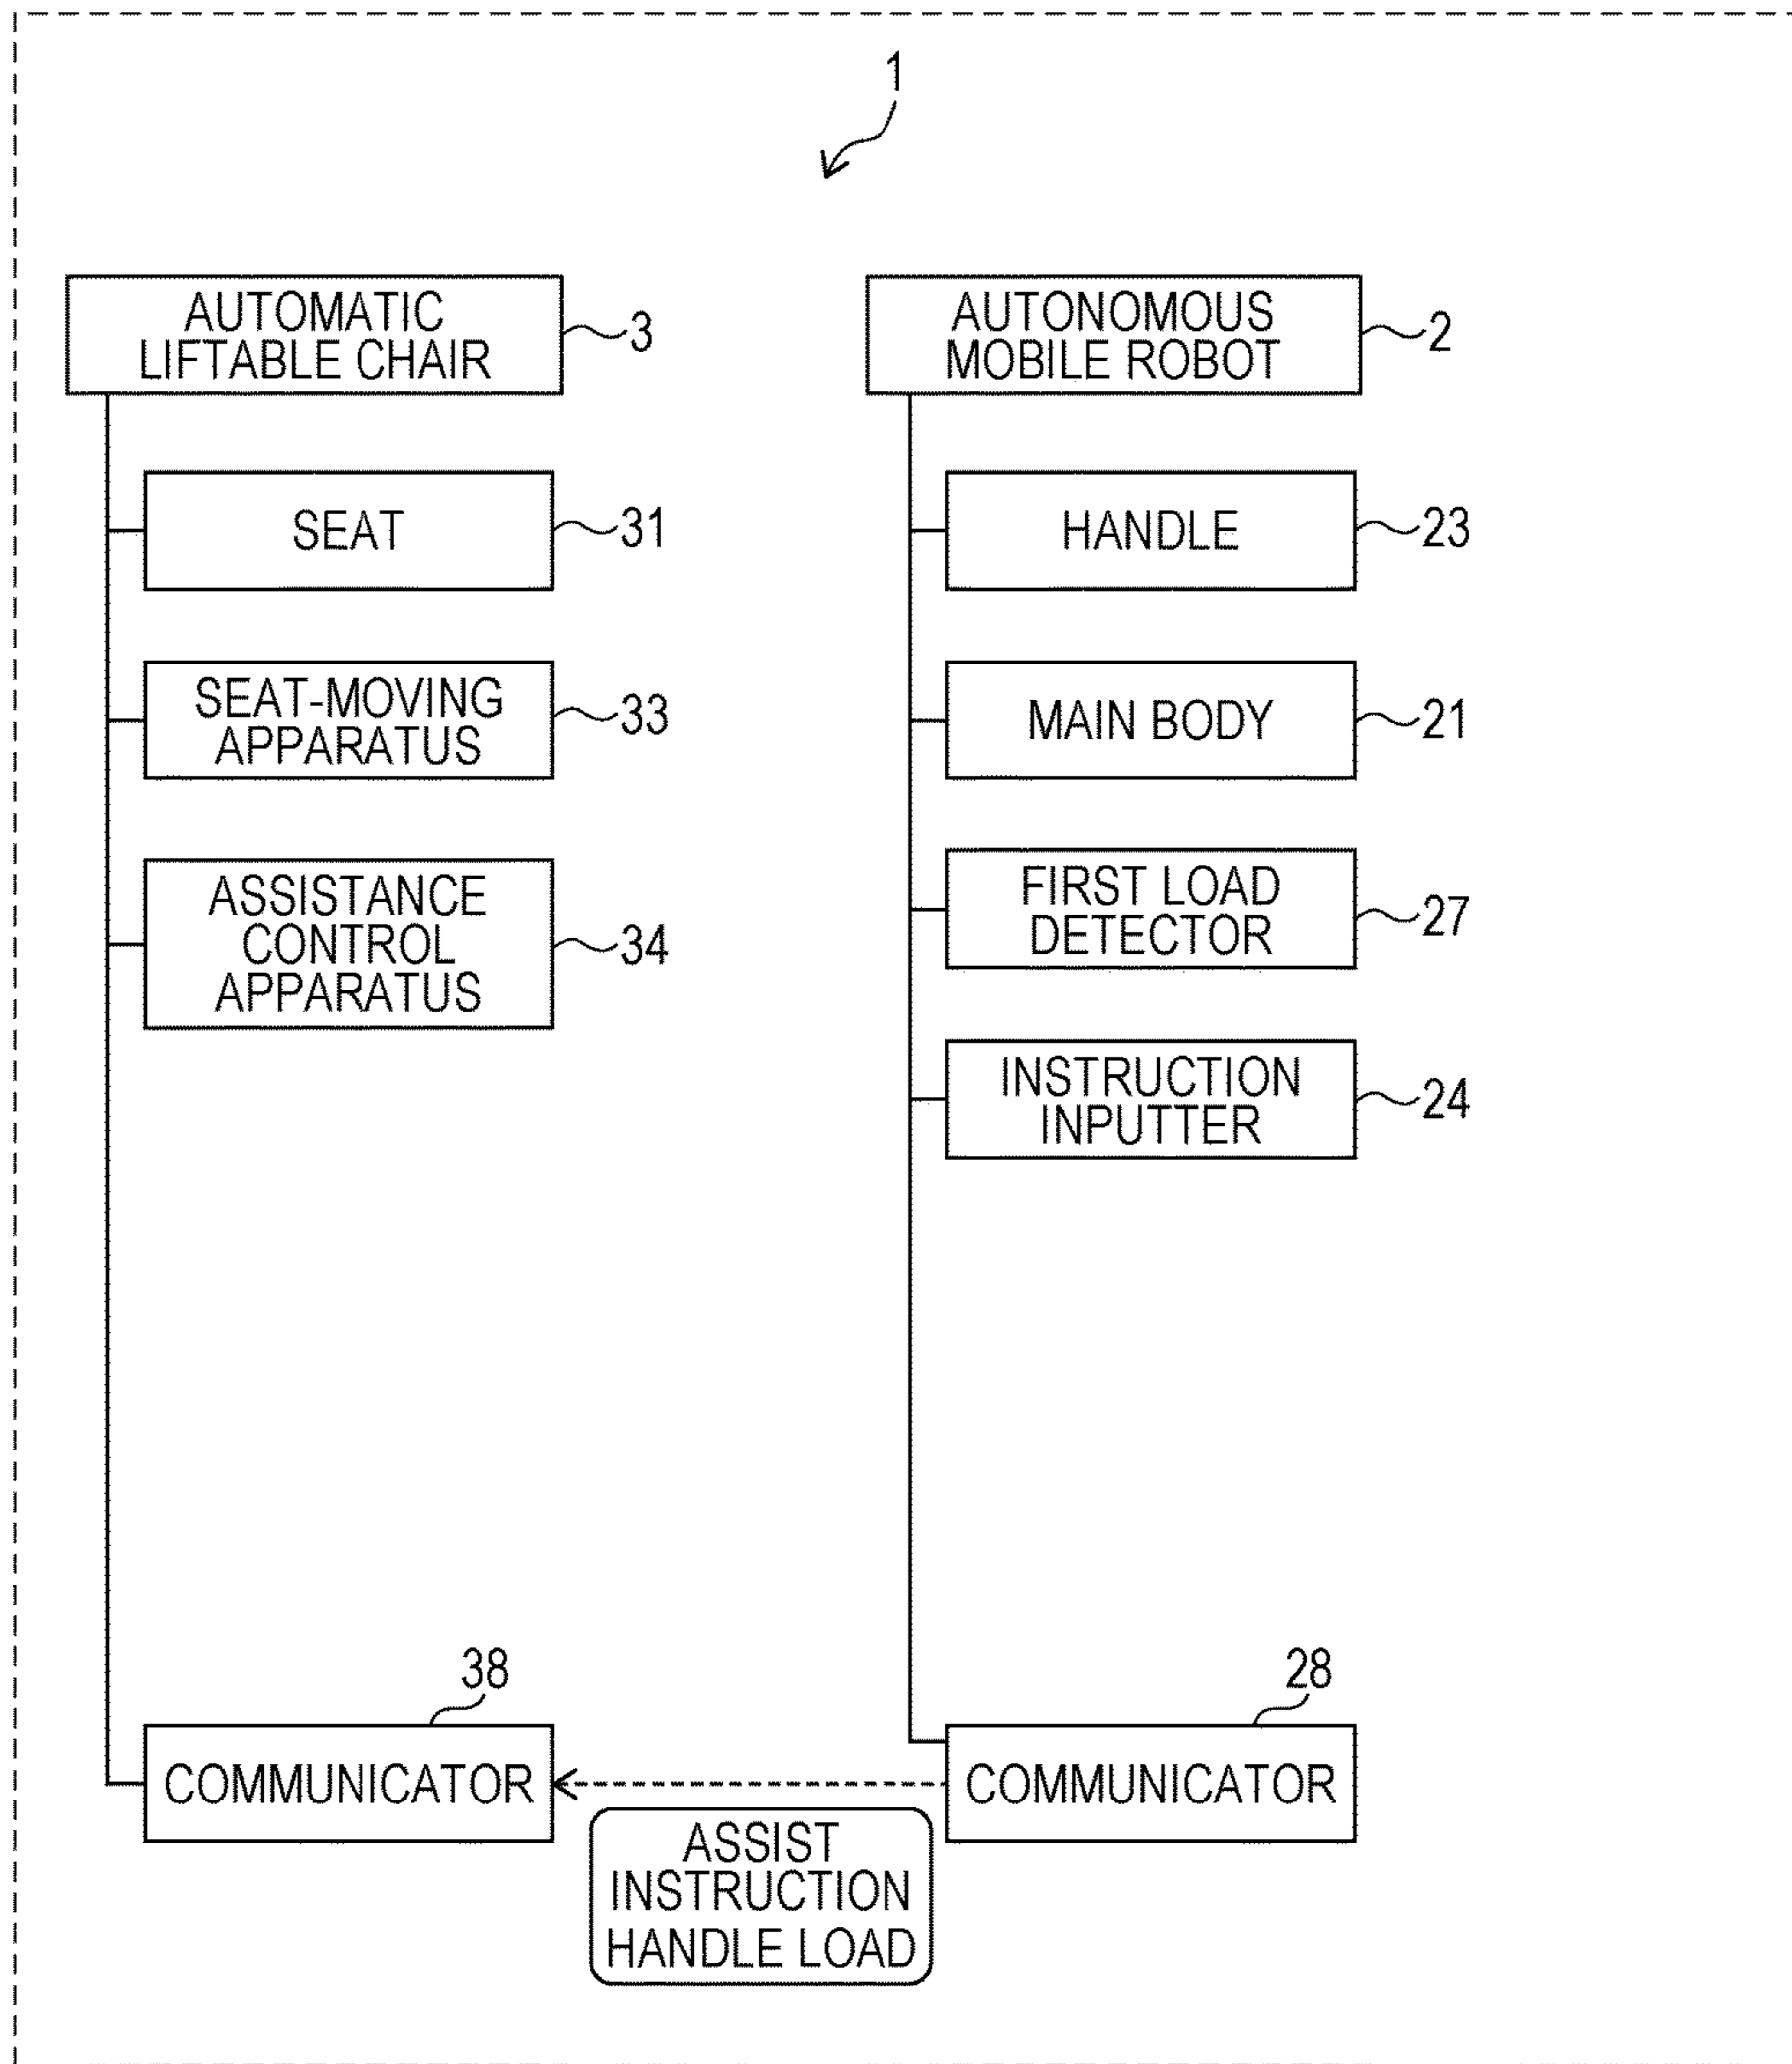 1
AUTOMATIC
LIFTABLE CHAIR
3
SEAT
31
SEAT-MOVING
APPARATUS
33
ASSISTANCE
CONTROL
APPARATUS
34
38
COMMUNICATOR
AUTONOMOUS
MOBILE ROBOT
2
HANDLE
23
MAIN BODY
21
FIRST LOAD
DETECTOR
27
INSTRUCTION
INPUTTER
24
28
COMMUNICATOR
ASSIST
INSTRUCTION
HANDLE LOAD